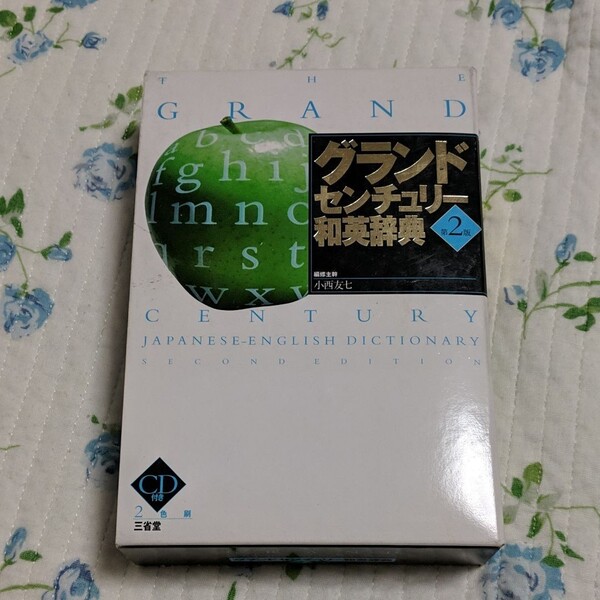 THE
GRAND
a b c d
f g h i j
l m n o
r s t
v w x
グランド
センチュリー
和英辞典
第2版
編修主幹
小西友七
CENTURY
JAPANESE-ENGLISH DICTIONARY
SECOND EDITION
CD
付き
2色刷
三省堂